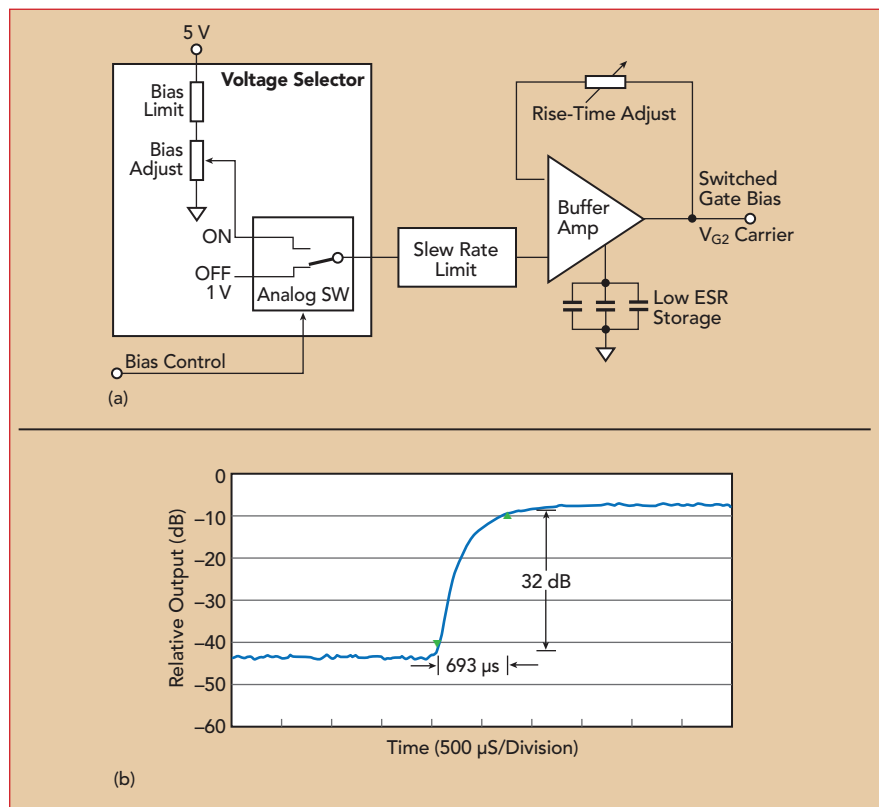 5 V
Voltage Selector
Bias
Limit
Bias
Adjust
ON
OFF
1 V
Analog SW
Bias Control
(a)
Slew Rate
Limit
Rise-Time Adjust
Buffer
Amp
Switched
Gate Bias
VG2 Carrier
Low ESR
Storage
Relative Output (dB)
0
–10
–20
–30
–40
–50
–60
32 dB
693 µs
Time (500 µS/Division)
(b)